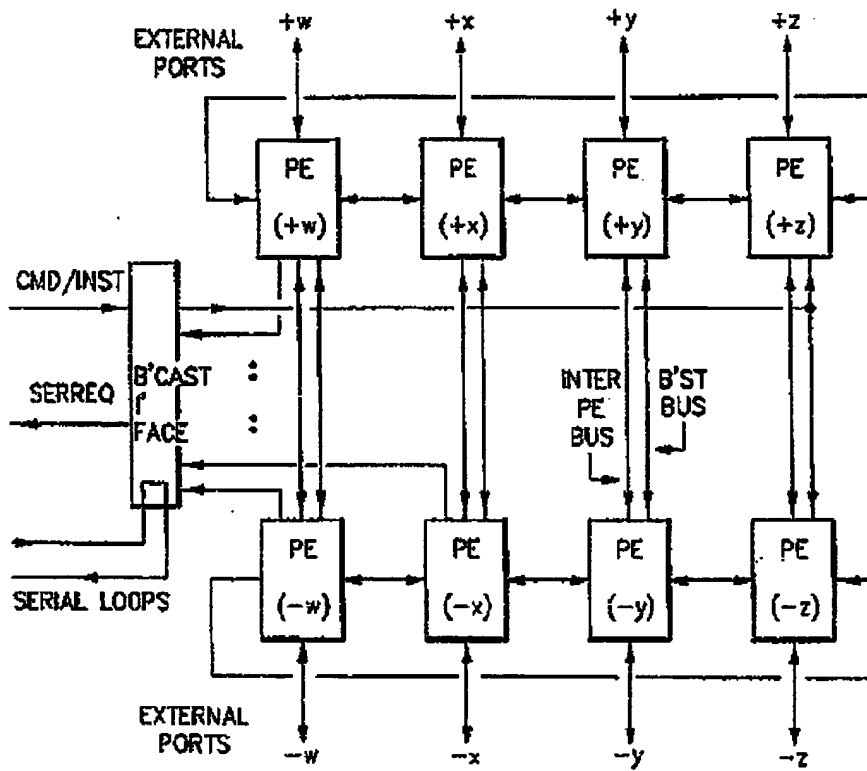 +w +x +y +z
EXTERNAL
PORTS
PE PE PE PE
(+w) (+x) (+y) (+z)
CMD/INST
B'CAST
SERREQ
I'
FACE
INTER
PE
BUS
B'ST
BUS
PE PE PE PE
(-w) (-x) (-y) (-z)
SERIAL LOOPS
EXTERNAL
PORTS
-w -x -y -z